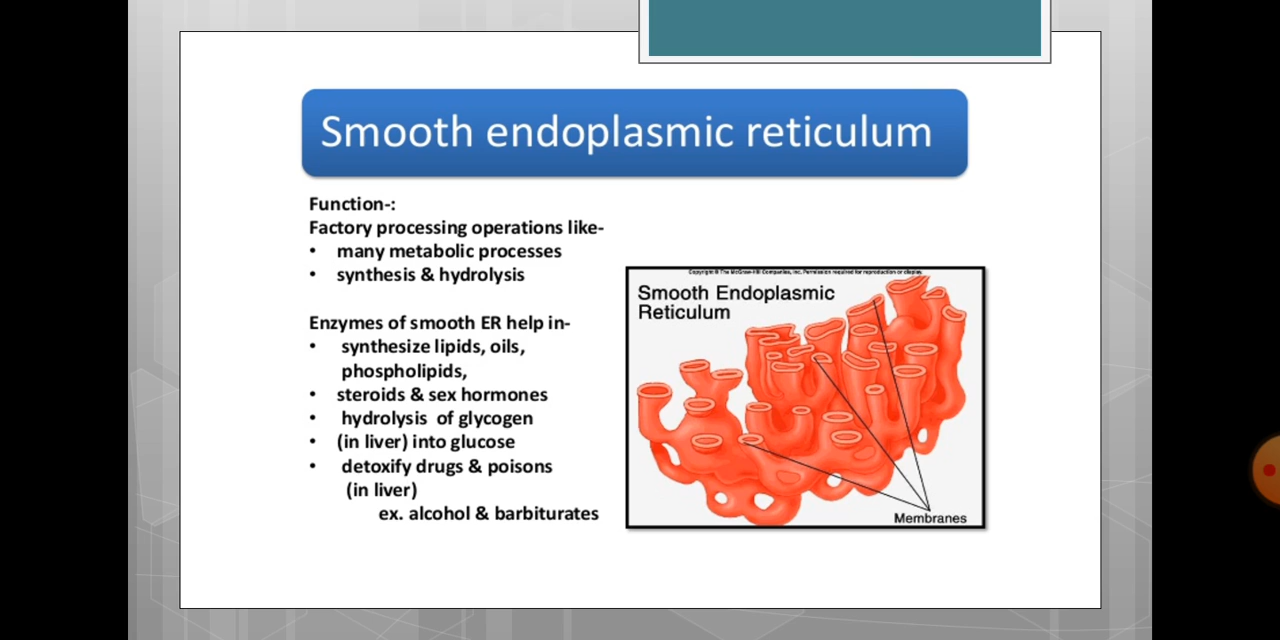 Smooth endoplasmic reticulum
Function-:
Factory processing operations like-
• many metabolic processes
• synthesis & hydrolysis
Enzymes of smooth ER help in-
• synthesize lipids, oils,
phospholipids,
• steroids & sex hormones
• hydrolysis of glycogen
• (in liver) into glucose
• detoxify drugs & poisons
(in liver)
ex. alcohol & barbiturates
Copyright © The McGraw-Hill Companies, Inc. Permission required for reproduction or display.
Smooth Endoplasmic
Reticulum
Membranes